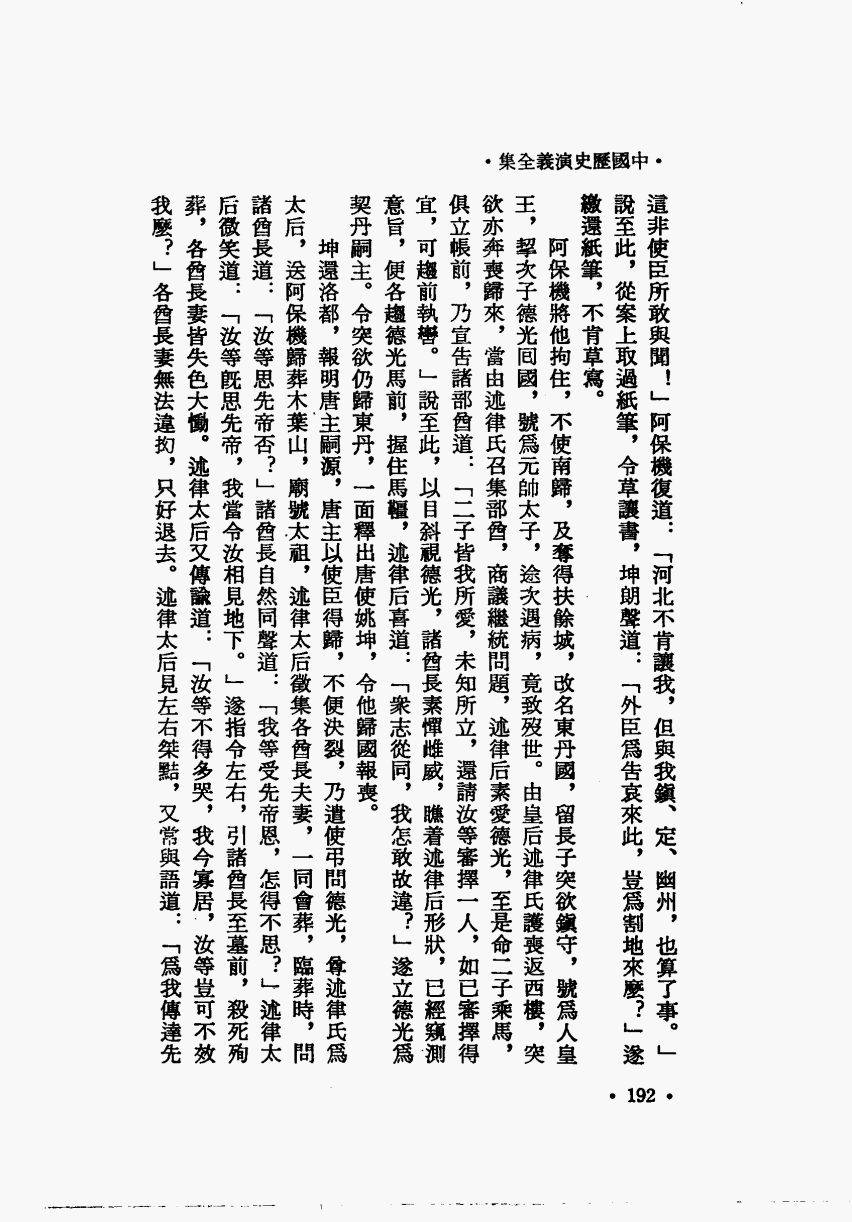 •中國歷史演義全集•
這非使臣所敢與聞！」阿保機復道：「河北不肯讓我，但與我鎭、定、幽州，也算了事。」
說至此，從案上取過紙筆，令草讓書，坤朗聲道：「外臣爲吿哀來此，豈爲割地來麼？」遂
繳還紙筆，不肯草寫。
阿保機將他拘住，不使南歸，及奪得扶餘城，改名東丹國，留長子突欲鎭守，號爲人皇
王，挈次子德光囘國，號爲元帥太子，途次遇病，竟致歿世。由皇后述律氏護喪返西樓，突
欲亦奔喪歸來，當由述律氏召集部酋，商議繼統問題，述律后素愛德光，至是命二子乘馬，
俱立帳前，乃宣吿諸部酋道：「二子皆我所愛，未知所立，還請汝等審擇一人，如已審擇得
宜，可趨前執轡。」說至此，以目斜視德光，諸酋長素憚雌威，瞧着述律后形狀，已經窺測
意旨，便各趨德光馬前，握住馬韁，述律后喜道：「衆志從同，我怎敢故違？」遂立德光爲
契丹嗣主。令突欲仍歸東丹，一面釋出唐使姚坤，令他歸國報喪。
坤還洛都，報明唐主嗣源，唐主以使臣得歸，不便決裂，乃遣使弔問德光，尊述律氏爲
太后，送阿保機歸葬木葉山，廟號太祖，述律太后徵集各酋長夫妻，一同會葬，臨葬時，問
諸酋長道：「汝等思先帝否？」諸酋長自然同聲道：「我等受先帝恩，怎得不思？」述律太
后微笑道：「汝等旣思先帝，我當令汝相見地下。」遂指令左右，引諸酋長至墓前，殺死殉
葬，各酋長妻皆失色大慟。述律太后又傳諭道：「汝等不得多哭，我今寡居，汝等豈可不效
我麼？」各酋長妻無法違拗，只好退去。述律太后見左右桀黠，又常與語道：「爲我傳達先
•192•